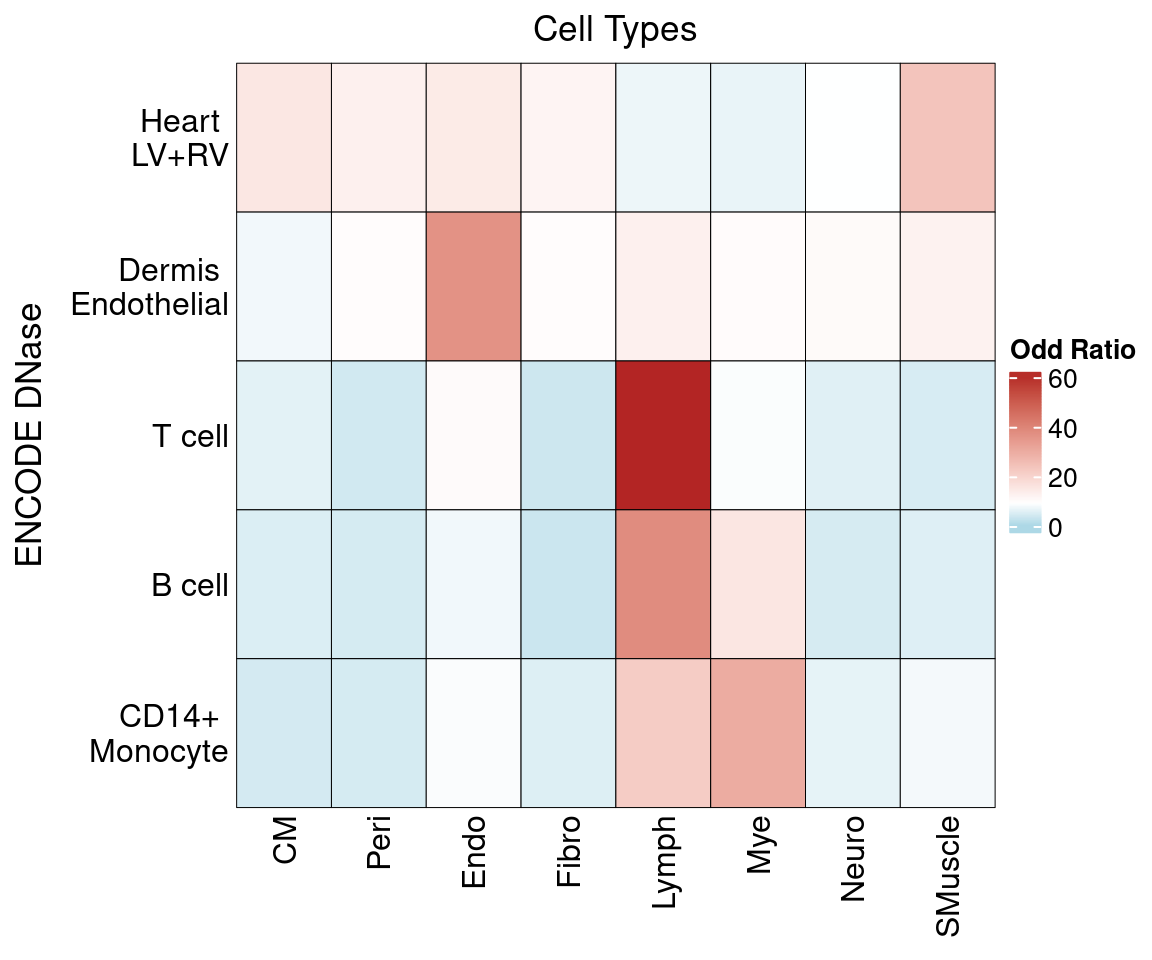 Cell Types
Heart
LV+RV
Dermis
Endothelial
T cell
B cell
CD14+
Monocyte
ENCODE DNase
CM
Peri
Endo
Fibro
Lymph
Mye
Neuro
SMuscle
Odd Ratio
60
40
20
0